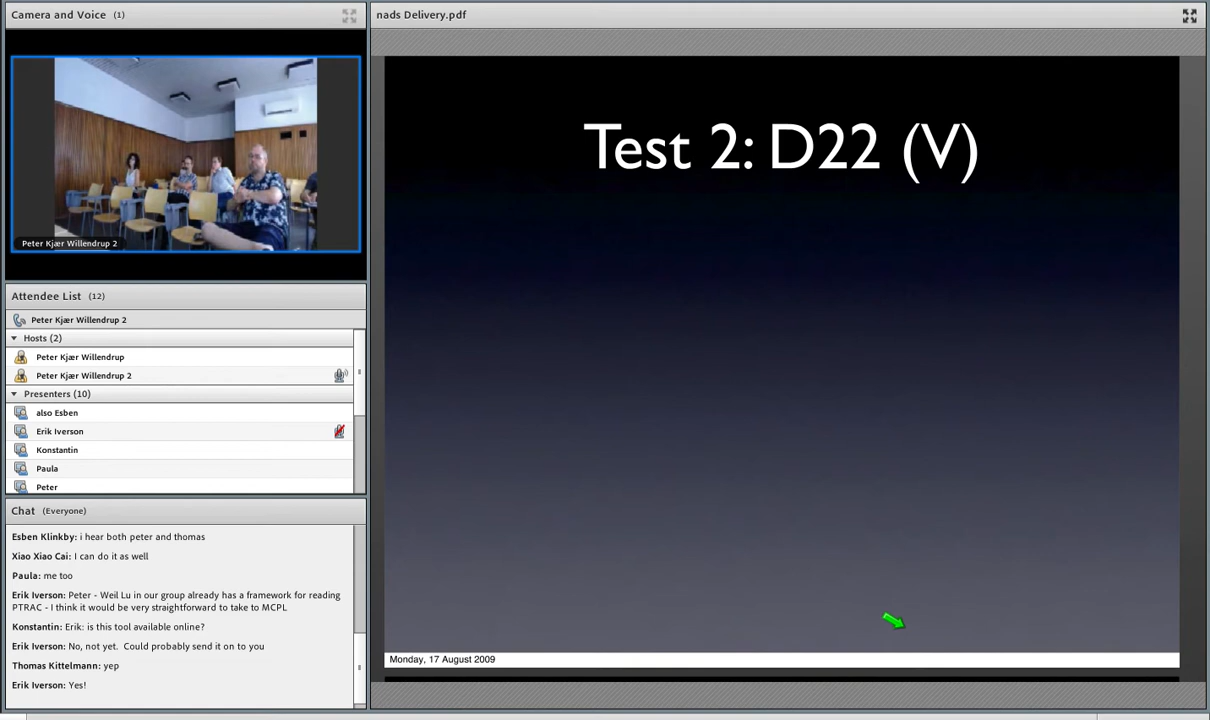 Camera and Voice (1)
Peter Kjær Willendrup 2
Attendee List (12)
Peter Kjær Willendrup 2
Hosts (2)
Peter Kjær Willendrup
Peter Kjær Willendrup 2
Presenters (10)
also Esben
Erik Iverson
Konstantin
Paula
Peter
Chat (Everyone)
Esben Klinkby: i hear both peter and thomas
Xiao Xiao Cai: I can do it as well
Paula: me too
Erik Iverson: Peter - Weil Lu in our group already has a framework for reading
PTRAC - I think it would be very straightforward to take to MCPL
Konstantin: Erik: is this tool available online?
Erik Iverson: No, not yet. Could probably send it on to you
Thomas Kittelmann: yep
Erik Iverson: Yes!
nads Delivery.pdf
Test 2: D22 (V)
Monday, 17 August 2009